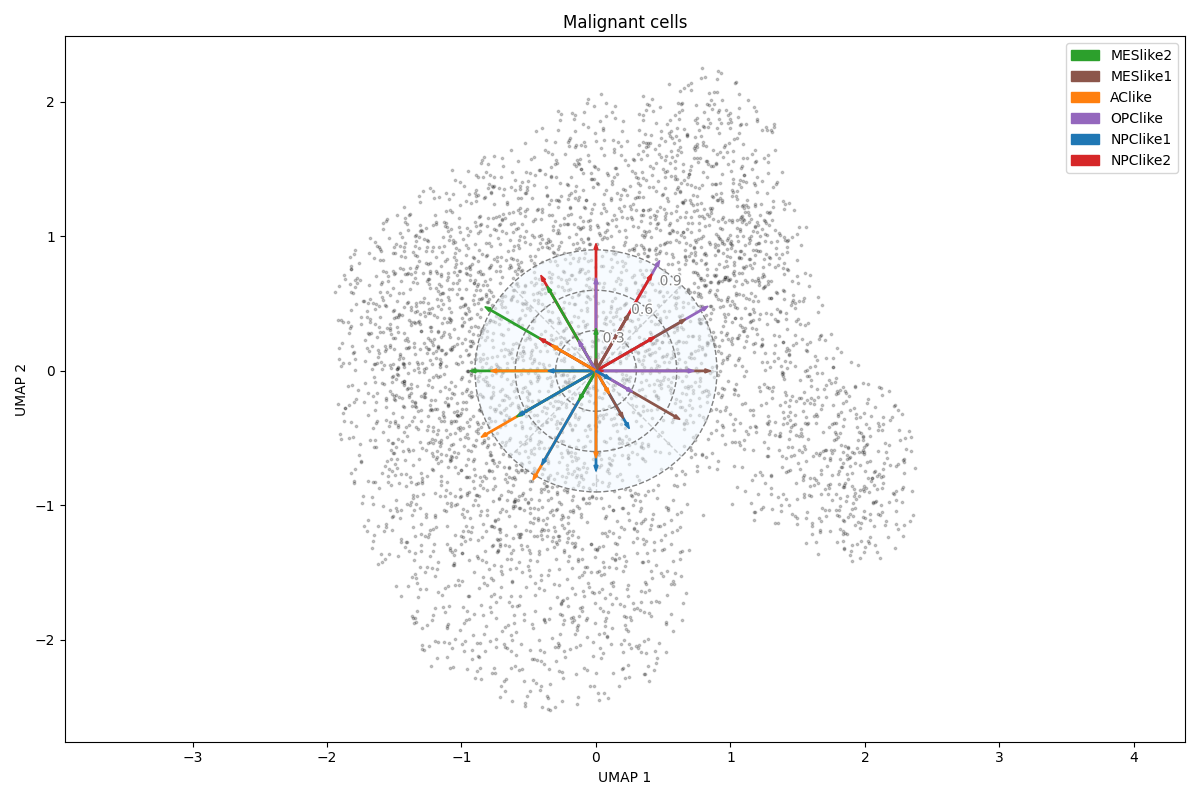 Malignant cells
MESlike2
MESlike1
AClike
OPClike
NPClike1
NPClike2
0.9
0.6
0.3
2
1
0
−1
−2
UMAP 2
−3
−2
−1
0
1
2
3
4
UMAP 1